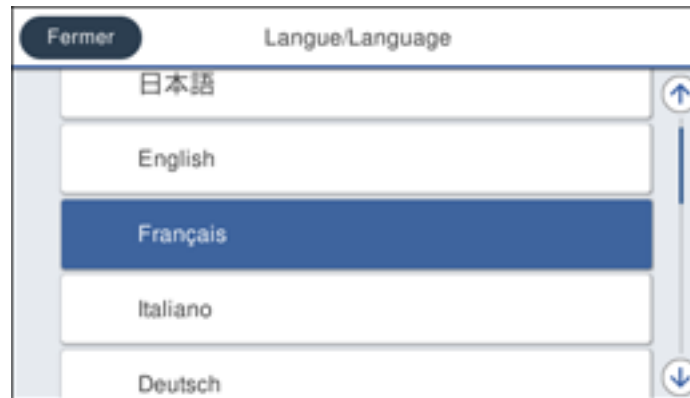 Fermer
Langue/Language
日本語
English
Français
Italiano
Deutsch